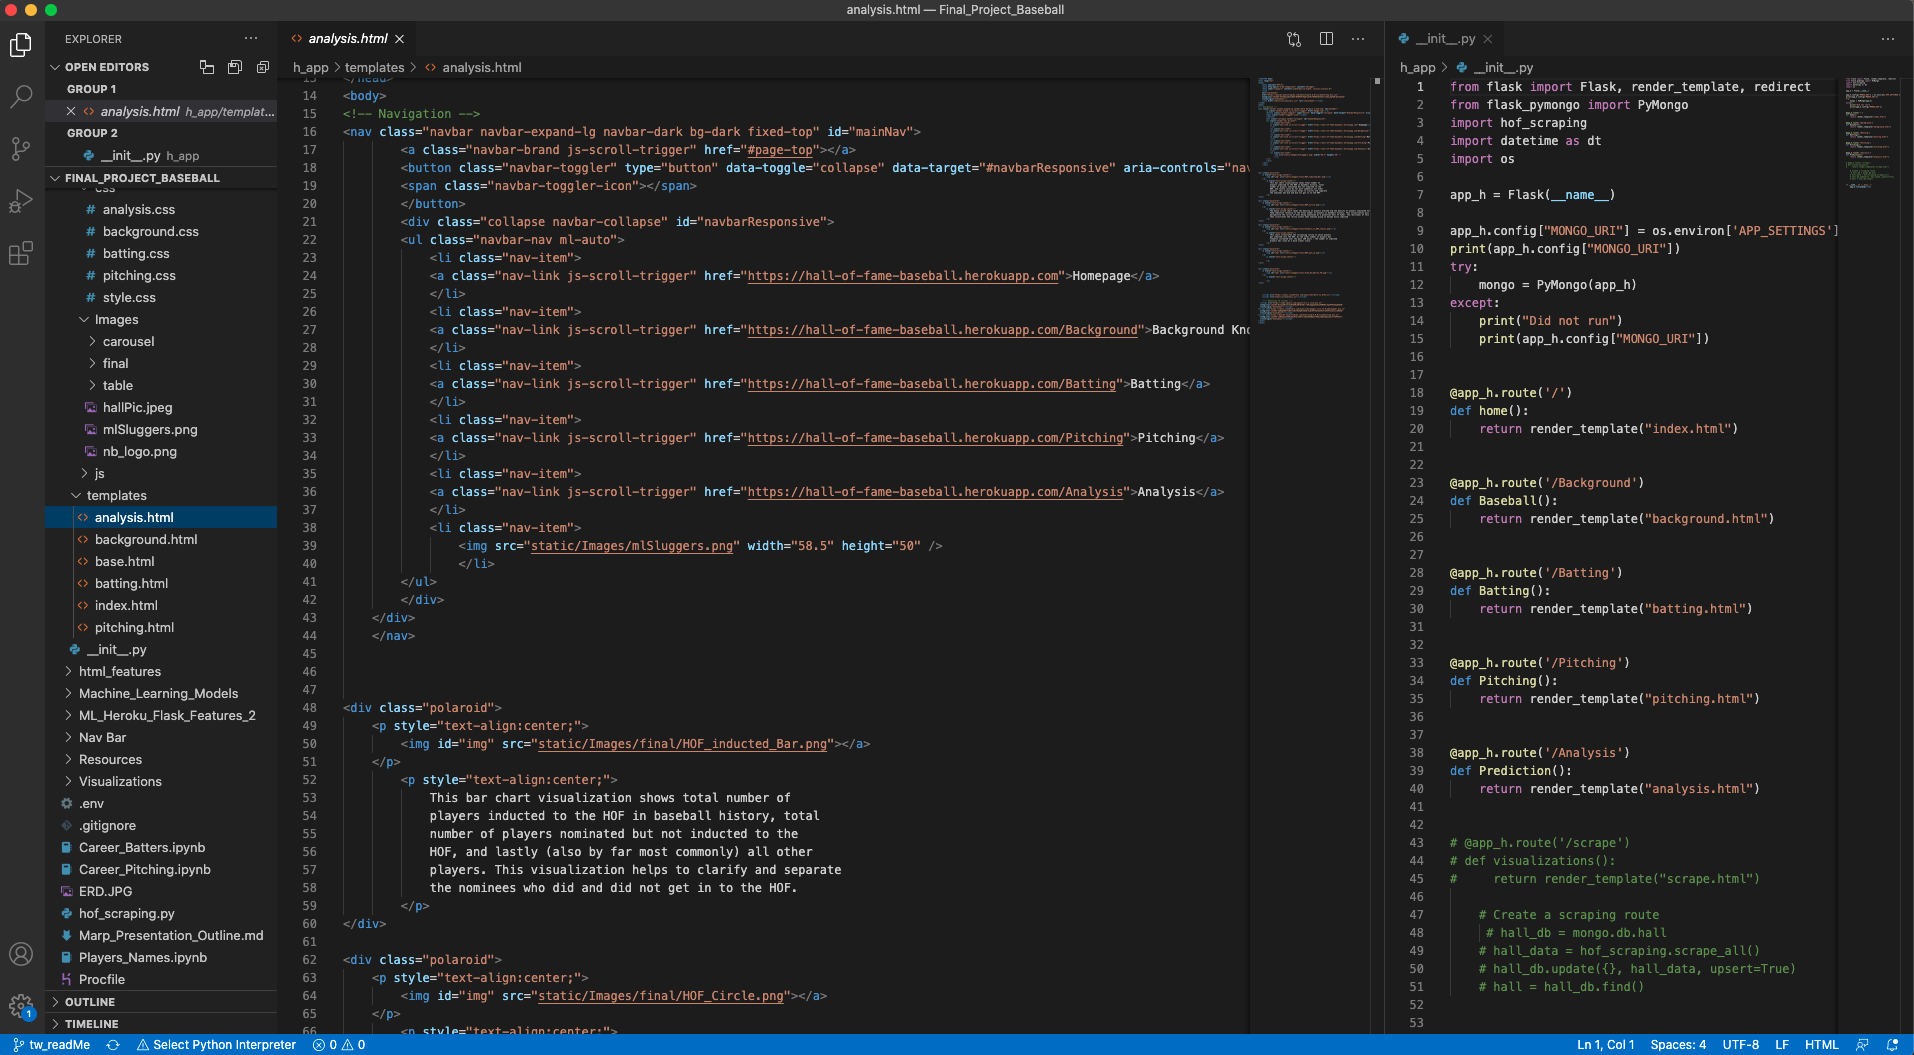 analysis.html — Final_Project_Baseball
EXPLORER
OPEN EDITORS
GROUP 1
analysis.html h_app/templat...
GROUP 2
__init__.py h_app
FINAL_PROJECT_BASEBALL
css
analysis.css
background.css
batting.css
pitching.css
style.css
Images
carousel
final
table
hallPic.jpeg
mlSluggers.png
nb_logo.png
js
templates
analysis.html
background.html
base.html
batting.html
index.html
pitching.html
__init__.py
html_features
Machine_Learning_Models
ML_Heroku_Flask_Features_2
Nav Bar
Resources
Visualizations
.env
.gitignore
Career_Batters.ipynb
Career_Pitching.ipynb
ERD.JPG
hof_scraping.py
Marp_Presentation_Outline.md
Players_Names.ipynb
Procfile
OUTLINE
TIMELINE
analysis.html
h_app > templates > analysis.html
13 </head>
14 <body>
15 <!-- Navigation -->
16 <nav class="navbar navbar-expand-lg navbar-dark bg-dark fixed-top" id="mainNav">
17 <a class="navbar-brand js-scroll-trigger" href="#page-top"></a>
18 <button class="navbar-toggler" type="button" data-toggle="collapse" data-target="#navbarResponsive" aria-controls="nav
19 <span class="navbar-toggler-icon"></span>
20 </button>
21 <div class="collapse navbar-collapse" id="navbarResponsive">
22 <ul class="navbar-nav ml-auto">
23 <li class="nav-item">
24 <a class="nav-link js-scroll-trigger" href="https://hall-of-fame-baseball.herokuapp.com">Homepage</a>
25 </li>
26 <li class="nav-item">
27 <a class="nav-link js-scroll-trigger" href="https://hall-of-fame-baseball.herokuapp.com/Background">Background Kno
28 </li>
29 <li class="nav-item">
30 <a class="nav-link js-scroll-trigger" href="https://hall-of-fame-baseball.herokuapp.com/Batting">Batting</a>
31 </li>
32 <li class="nav-item">
33 <a class="nav-link js-scroll-trigger" href="https://hall-of-fame-baseball.herokuapp.com/Pitching">Pitching</a>
34 </li>
35 <li class="nav-item">
36 <a class="nav-link js-scroll-trigger" href="https://hall-of-fame-baseball.herokuapp.com/Analysis">Analysis</a>
37 </li>
38 <li class="nav-item">
39 <img src="static/Images/mlSluggers.png" width="58.5" height="50" />
40 </li>
41 </ul>
42 </div>
43 </div>
44 </nav>
45
46
47
48 <div class="polaroid">
49 <p style="text-align:center;">
50 <img id="img" src="static/Images/final/HOF_inducted_Bar.png"></a>
51 </p>
52 <p style="text-align:center;">
53 This bar chart visualization shows total number of
54 players inducted to the HOF in baseball history, total
55 number of players nominated but not inducted to the
56 HOF, and lastly (also by far most commonly) all other
57 players. This visualization helps to clarify and separate
58 the nominees who did and did not get in to the HOF.
59 </p>
60 </div>
61
62 <div class="polaroid">
63 <p style="text-align:center;">
64 <img id="img" src="static/Images/final/HOF_Circle.png"></a>
65 </p>
66 <p style="text-align:center;">
__init__.py
h_app > __init__.py
1 from flask import Flask, render_template, redirect
2 from flask_pymongo import PyMongo
3 import hof_scraping
4 import datetime as dt
5 import os
6
7 app_h = Flask(__name__)
8
9 app_h.config["MONGO_URI"] = os.environ['APP_SETTINGS']
10 print(app_h.config["MONGO_URI"])
11 try:
12 mongo = PyMongo(app_h)
13 except:
14 print("Did not run")
15 print(app_h.config["MONGO_URI"])
16
17
18 @app_h.route('/')
19 def home():
20 return render_template("index.html")
21
22
23 @app_h.route('/Background')
24 def Baseball():
25 return render_template("background.html")
26
27
28 @app_h.route('/Batting')
29 def Batting():
30 return render_template("batting.html")
31
32
33 @app_h.route('/Pitching')
34 def Pitching():
35 return render_template("pitching.html")
36
37
38 @app_h.route('/Analysis')
39 def Prediction():
40 return render_template("analysis.html")
41
42
43 # @app_h.route('/scrape')
44 # def visualizations():
45 # return render_template("scrape.html")
46
47 # Create a scraping route
48 # hall_db = mongo.db.hall
49 # hall_data = hof_scraping.scrape_all()
50 # hall_db.update({}, hall_data, upsert=True)
51 # hall = hall_db.find()
52
53
1
tw_readMe
Select Python Interpreter
0
0
Ln 1, Col 1
Spaces: 4
UTF-8
LF
HTML